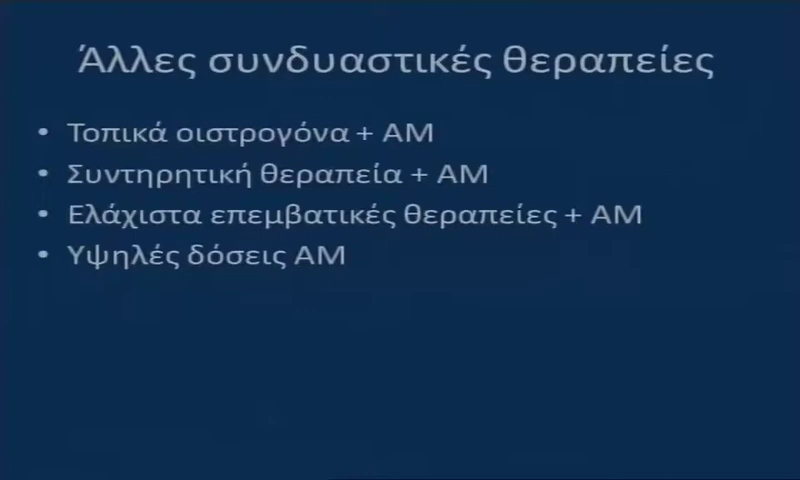 Άλλες συνδυαστικές θεραπείες
• Τοπικά οιστρογόνα + ΑΜ
• Συντηρητική θεραπεία + ΑΜ
• Ελάχιστα επεμβατικές θεραπείες + ΑΜ
• Υψηλές δόσεις ΑΜ